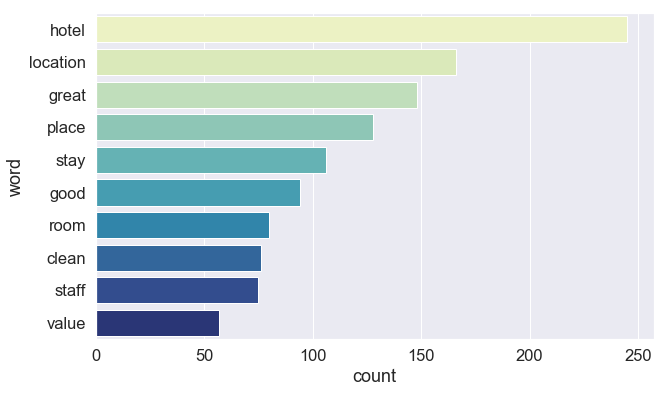 hotel
location
great
place
stay
good
room
clean
staff
value
word
0 50 100 150 200 250
count